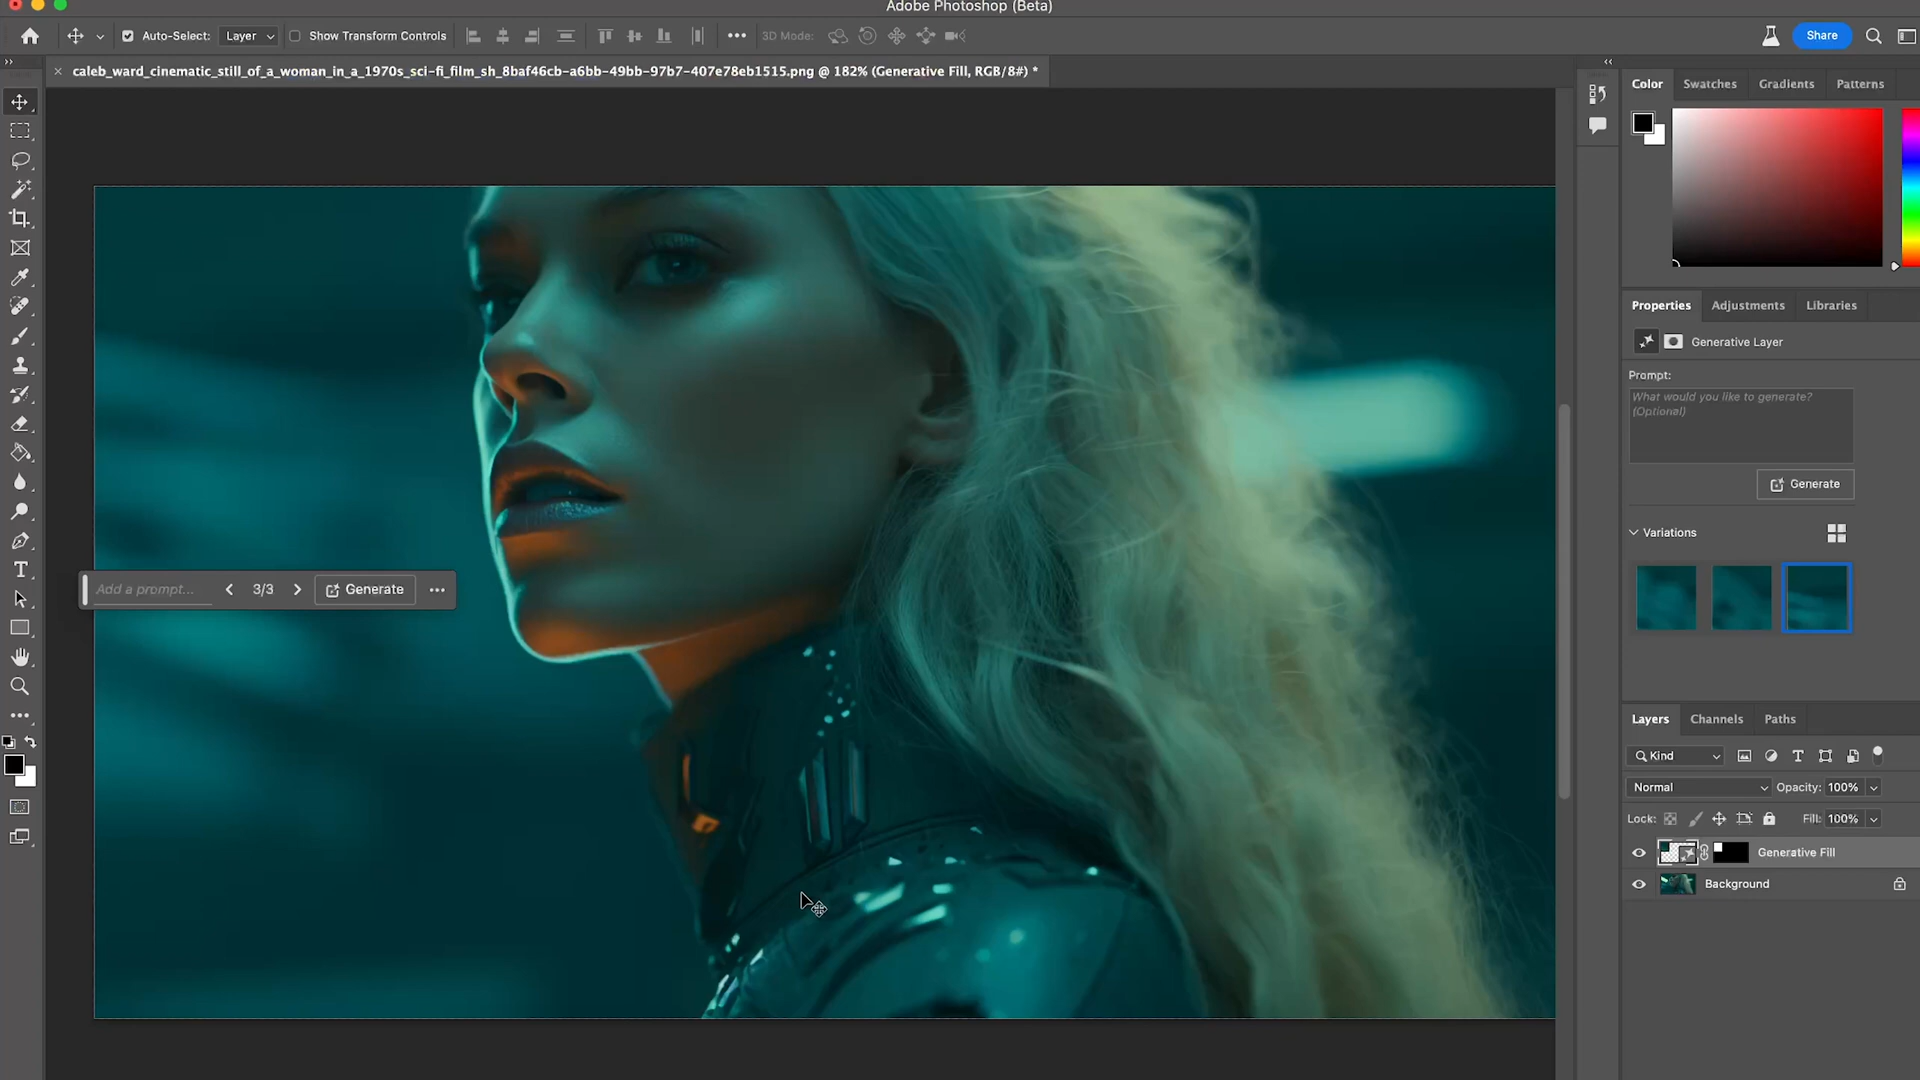 Adobe Photoshop (Beta)
Auto-Select: Layer Show Transform Controls 3D Mode: Share
caleb_ward_cinematic_still_of_a_woman_in_a_1970s_sci-fi_film_sh_8baf46cb-a6bb-49bb-97b7-407e78eb1515.png @ 182% (Generative Fill, RGB/8#) *
Color Swatches Gradients Patterns
Properties Adjustments Libraries
Generative Layer
Prompt:
What would you like to generate?
(Optional)
Generate
Variations
Add a prompt... 3/3 Generate
Layers Channels Paths
Kind
Normal Opacity: 100%
Lock: Fill: 100%
Generative Fill
Background